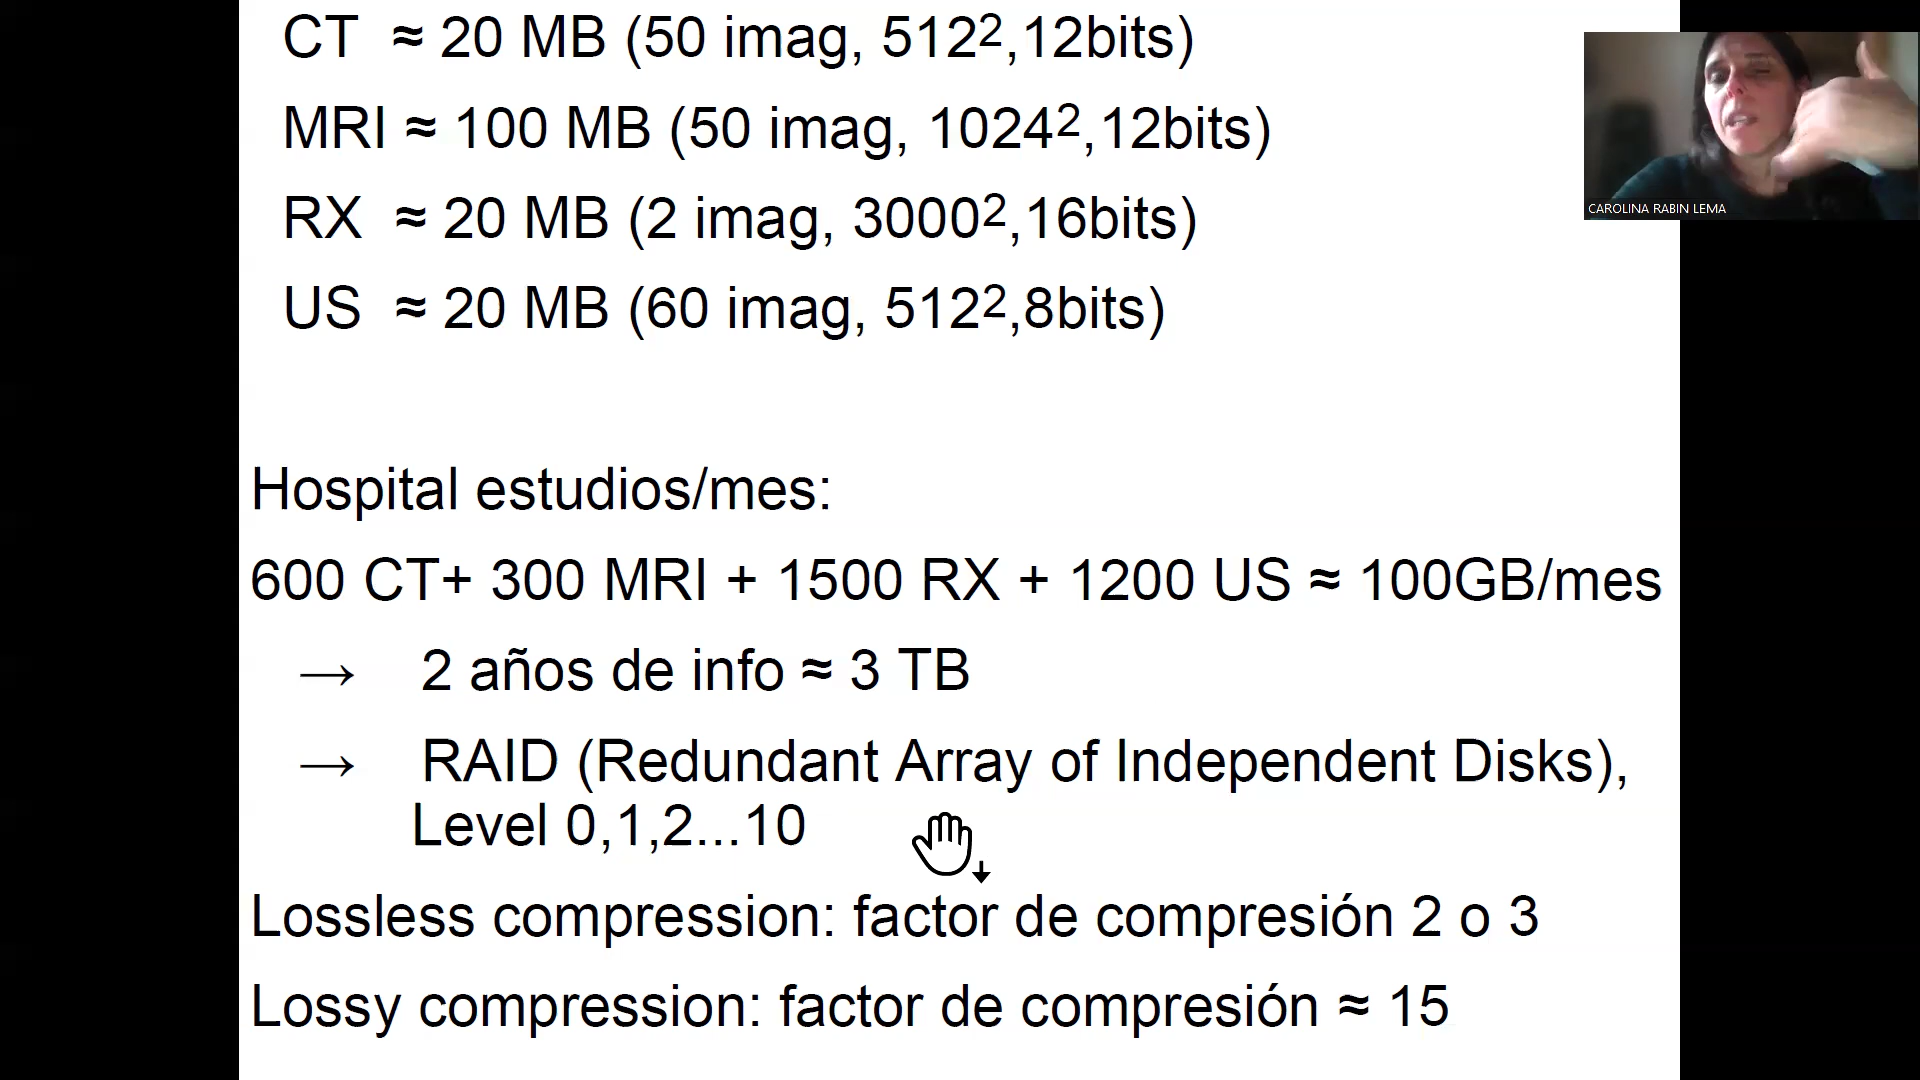 CT ≈ 20 MB (50 imag, 512²,12bits)
MRI ≈ 100 MB (50 imag, 1024²,12bits)
RX ≈ 20 MB (2 imag, 3000²,16bits)
US ≈ 20 MB (60 imag, 512²,8bits)
CAROLINA RABIN LEMA
Hospital estudios/mes:
600 CT+ 300 MRI + 1500 RX + 1200 US ≈ 100GB/mes
→ 2 años de info ≈ 3 TB
→ RAID (Redundant Array of Independent Disks),
Level 0,1,2...10
Lossless compression: factor de compresión 2 o 3
Lossy compression: factor de compresión ≈ 15